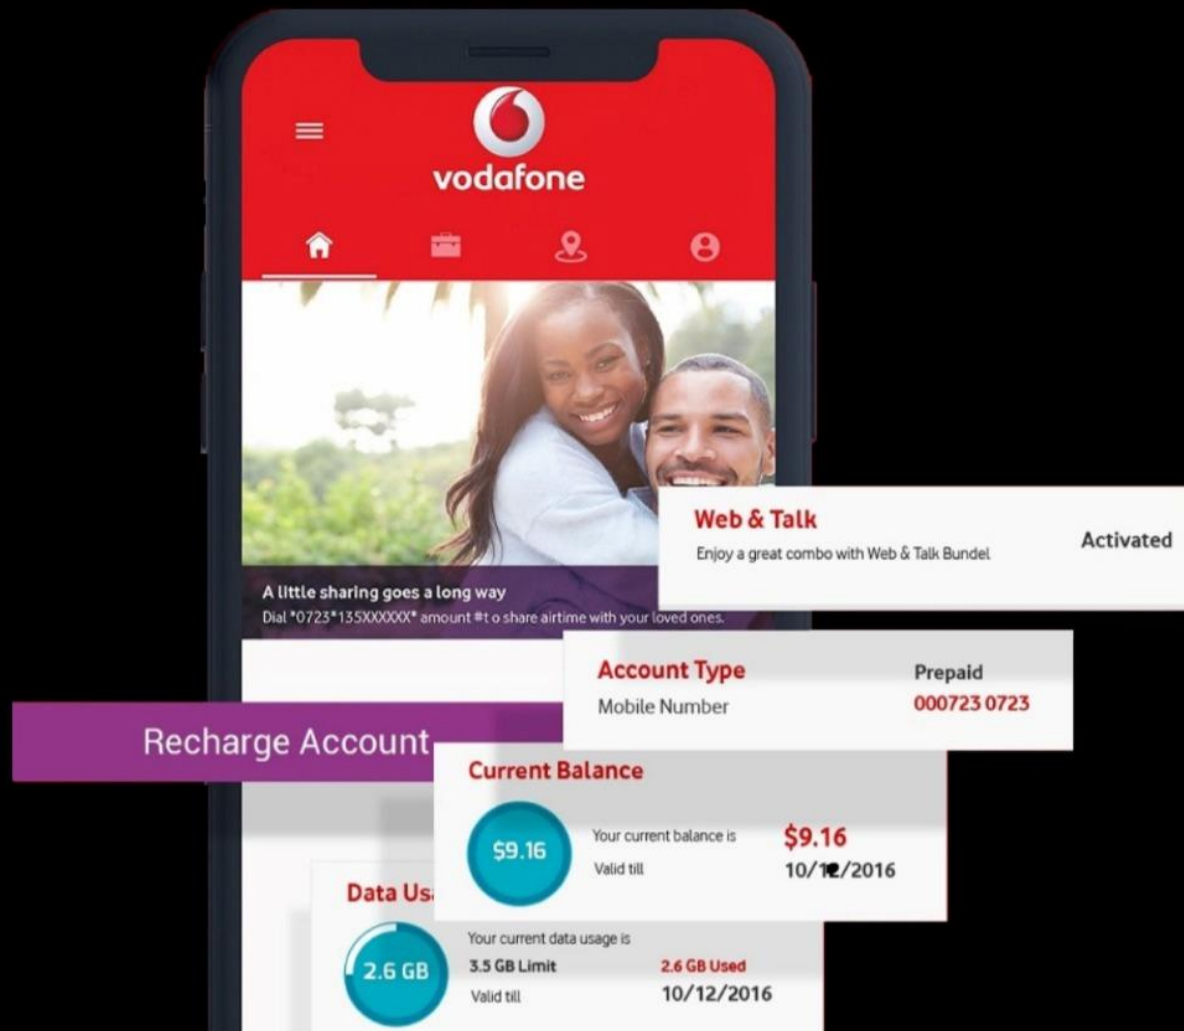 vodafone
A little sharing goes a long way
Dial *0723*135XXXXXX* amount #t o share airtime with your loved ones.
Web & Talk
Enjoy a great combo with Web & Talk Bundel
Activated
Account Type
Prepaid
Mobile Number
000723 0723
Recharge Account
Current Balance
$9.16
Your current balance is
$9.16
Valid till
10/12/2016
Data Us
2.6 GB
Your current data usage is
3.5 GB Limit
2.6 GB Used
Valid till
10/12/2016